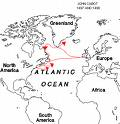 JOHN CABOT
1497 AND 1498
Greenland
North
America
Europe
ATLANTIC
OCEAN
Africa
South
America